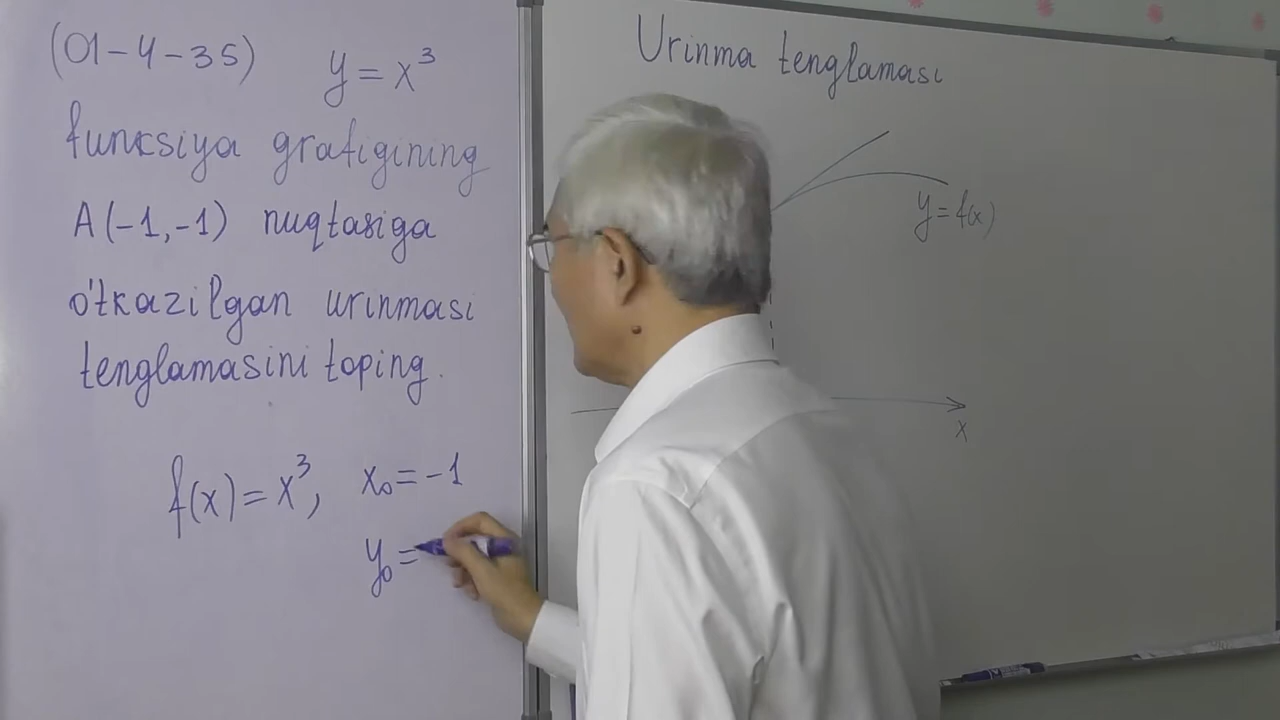 (01-4-35) y = x³
funksiya grafigining
A(-1,-1) nuqtasiga
o'tkazilgan urinmasi
tenglamasini toping.
f(x) = x³, x₀ = -1
y₀ =
Urinma tenglamasi
y = f(x)
x